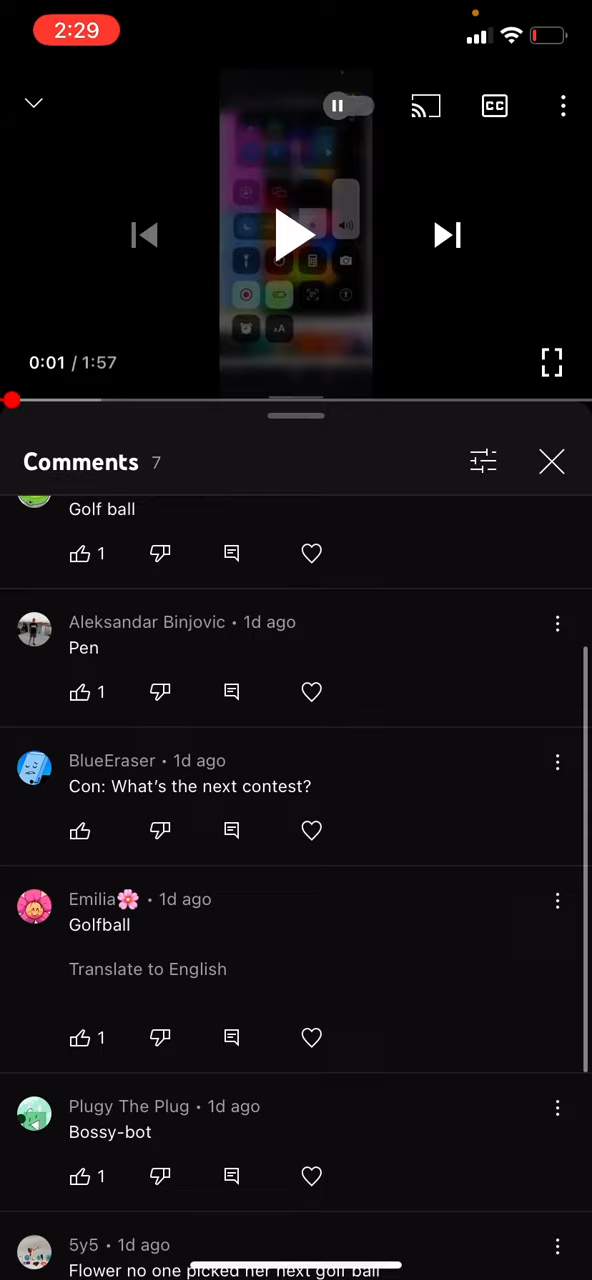 2:29
CC
0:01 / 1:57
Comments 7
Golf ball
1
Aleksandar Binjovic • 1d ago
Pen
1
BlueEraser • 1d ago
Con: What's the next contest?
Emilia🌸 • 1d ago
Golfball
Translate to English
1
Plugy The Plug • 1d ago
Bossy-bot
1
5y5 • 1d ago
Flower no one picked her next golf ball